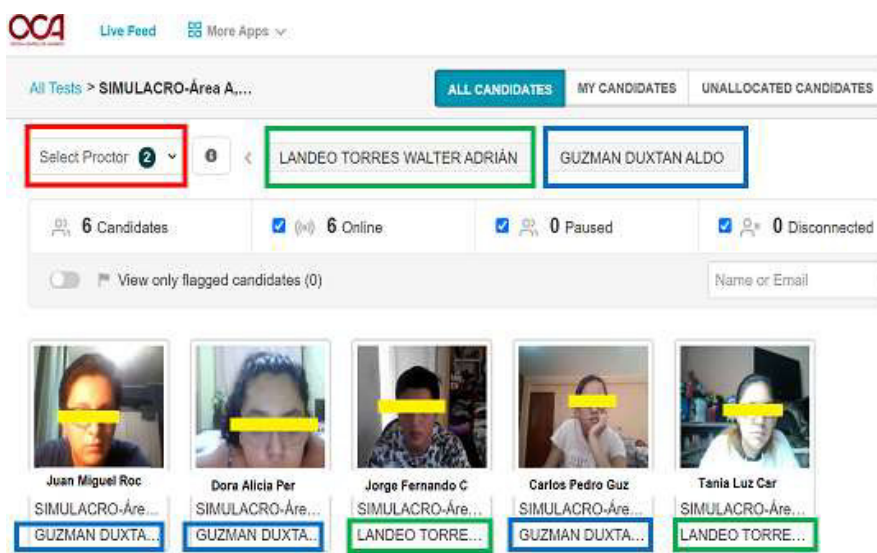 OCA
Live Feed More Apps
All Tests > SIMULACRO-Área A,...
ALL CANDIDATES MY CANDIDATES UNALLOCATED CANDIDATES
Select Proctor 2 LANDEO TORRES WALTER ADRIÁN GUZMAN DUXTAN ALDO
6 Candidates 6 Online 0 Paused 0 Disconnected
View only flagged candidates (0) Name or Email
Juan Miguel Roc Dora Alicia Per Jorge Fernando C Carlos Pedro Guz Tania Luz Car
SIMULACRO-Áre... SIMULACRO-Áre... SIMULACRO-Áre... SIMULACRO-Áre... SIMULACRO-Áre...
GUZMAN DUXTA... GUZMAN DUXTA... LANDEO TORRE... GUZMAN DUXTA... LANDEO TORRE...